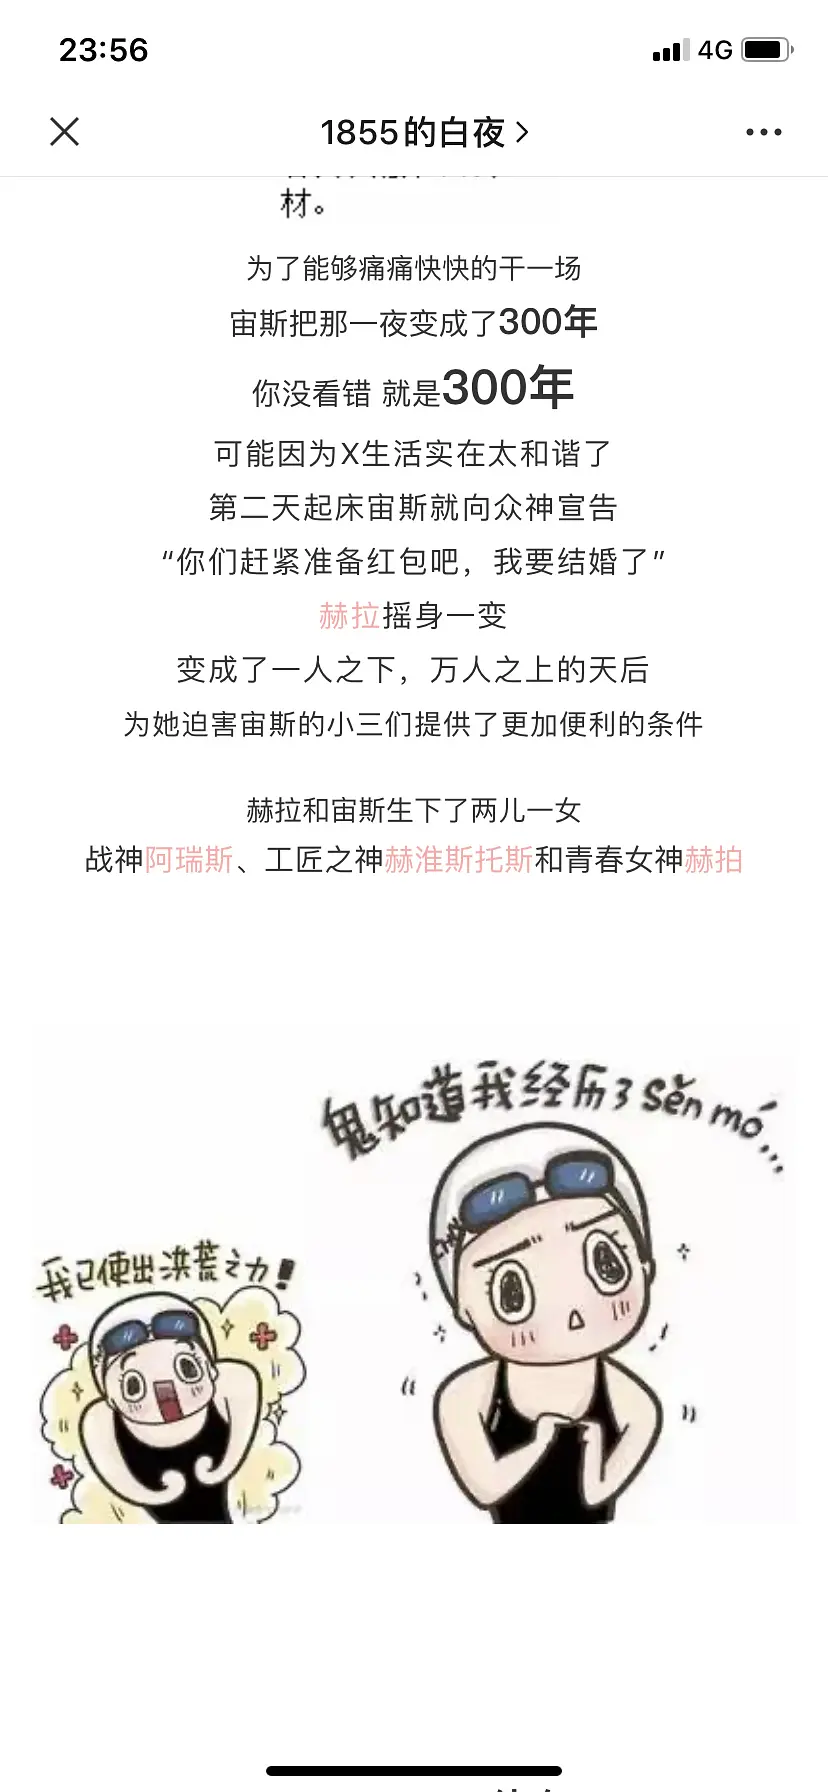 23:56
4G
1855的白夜
材。
为了能够痛痛快快的干一场
宙斯把那一夜变成了300年
你没看错 就是300年
可能因为X生活实在太和谐了
第二天起床宙斯就向众神宣告
“你们赶紧准备红包吧，我要结婚了”
赫拉摇身一变
变成了一人之下，万人之上的天后
为她迫害宙斯的小三们提供了更加便利的条件
赫拉和宙斯生下了两儿一女
战神阿瑞斯、工匠之神赫淮斯托斯和青春女神赫拍
鬼知道我经历了sěn mó...
我已使出洪荒之力！